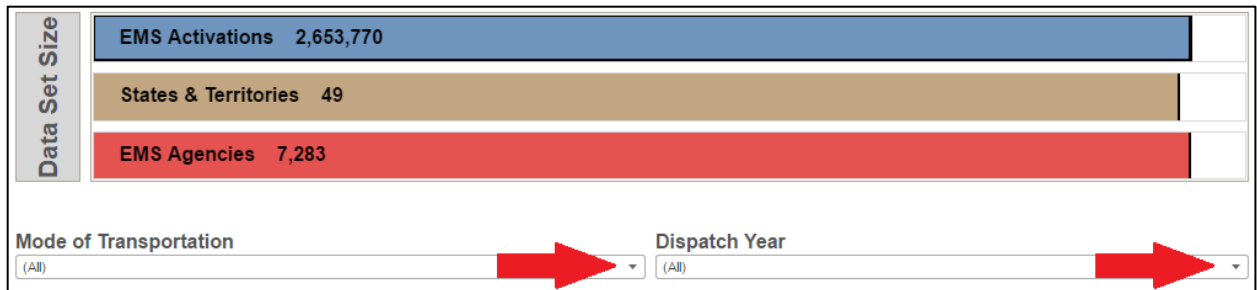 Data Set Size
EMS Activations 2,653,770
States & Territories 49
EMS Agencies 7,283
Mode of Transportation
(All)
Dispatch Year
(All)